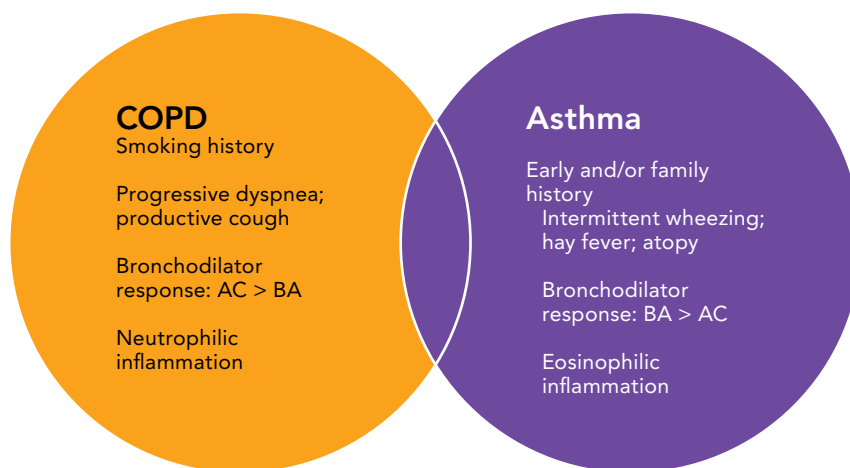 COPD
Smoking history
Progressive dyspnea;
productive cough
Bronchodilator
response: AC > BA
Neutrophilic
inflammation
Asthma
Early and/or family
history
Intermittent wheezing;
hay fever; atopy
Bronchodilator
response: BA > AC
Eosinophilic
inflammation